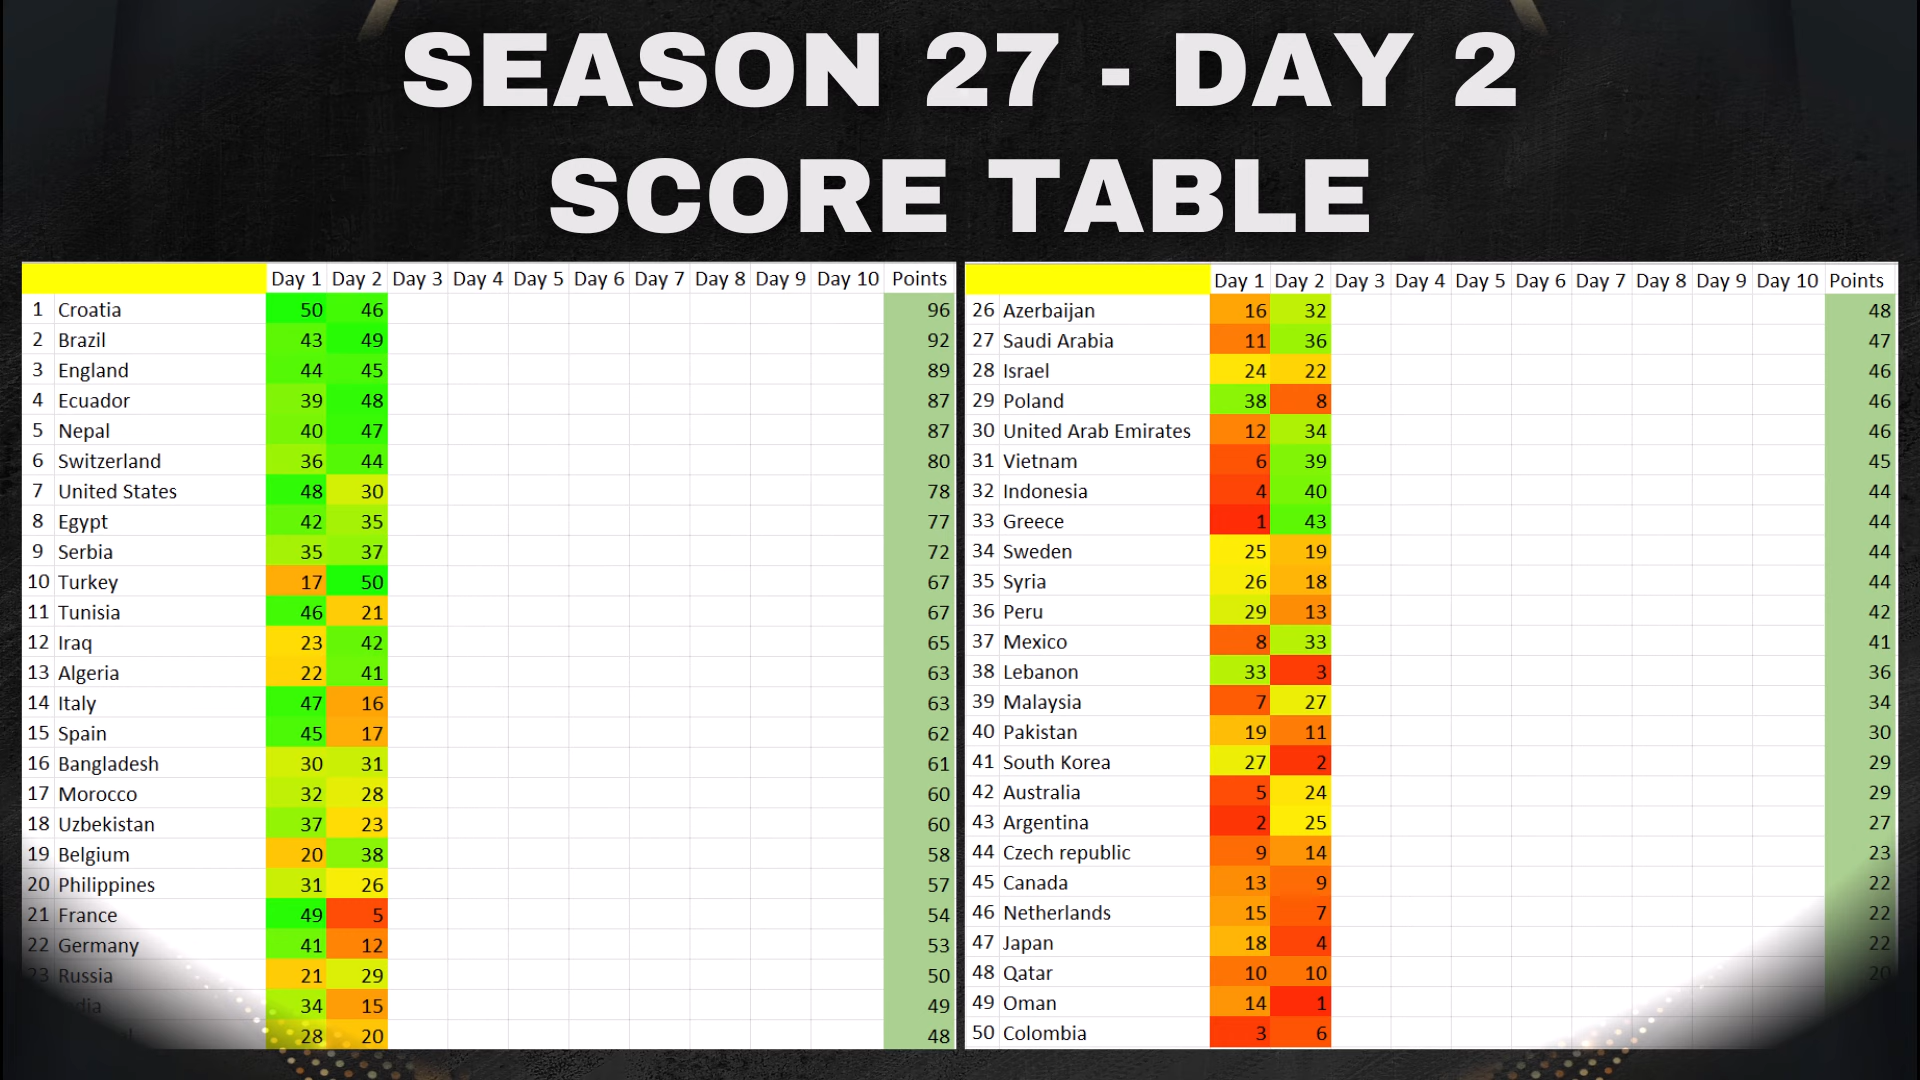 SEASON 27 - DAY 2
SCORE TABLE
Day 1 Day 2 Day 3 Day 4 Day 5 Day 6 Day 7 Day 8 Day 9 Day 10 Points
1 Croatia 50 46 96
2 Brazil 43 49 92
3 England 44 45 89
4 Ecuador 39 48 87
5 Nepal 40 47 87
6 Switzerland 36 44 80
7 United States 48 30 78
8 Egypt 42 35 77
9 Serbia 35 37 72
10 Turkey 17 50 67
11 Tunisia 46 21 67
12 Iraq 23 42 65
13 Algeria 22 41 63
14 Italy 47 16 63
15 Spain 45 17 62
16 Bangladesh 30 31 61
17 Morocco 32 28 60
18 Uzbekistan 37 23 60
19 Belgium 20 38 58
20 Philippines 31 26 57
21 France 49 5 54
22 Germany 41 12 53
23 Russia 21 29 50
34 15 49
28 20 48
Day 1 Day 2 Day 3 Day 4 Day 5 Day 6 Day 7 Day 8 Day 9 Day 10 Points
26 Azerbaijan 16 32 48
27 Saudi Arabia 11 36 47
28 Israel 24 22 46
29 Poland 38 8 46
30 United Arab Emirates 12 34 46
31 Vietnam 6 39 45
32 Indonesia 4 40 44
33 Greece 1 43 44
34 Sweden 25 19 44
35 Syria 26 18 44
36 Peru 29 13 42
37 Mexico 8 33 41
38 Lebanon 33 3 36
39 Malaysia 7 27 34
40 Pakistan 19 11 30
41 South Korea 27 2 29
42 Australia 5 24 29
43 Argentina 2 25 27
44 Czech republic 9 14 23
45 Canada 13 9 22
46 Netherlands 15 7 22
47 Japan 18 4 22
48 Qatar 10 10 20
49 Oman 14 1
50 Colombia 3 6